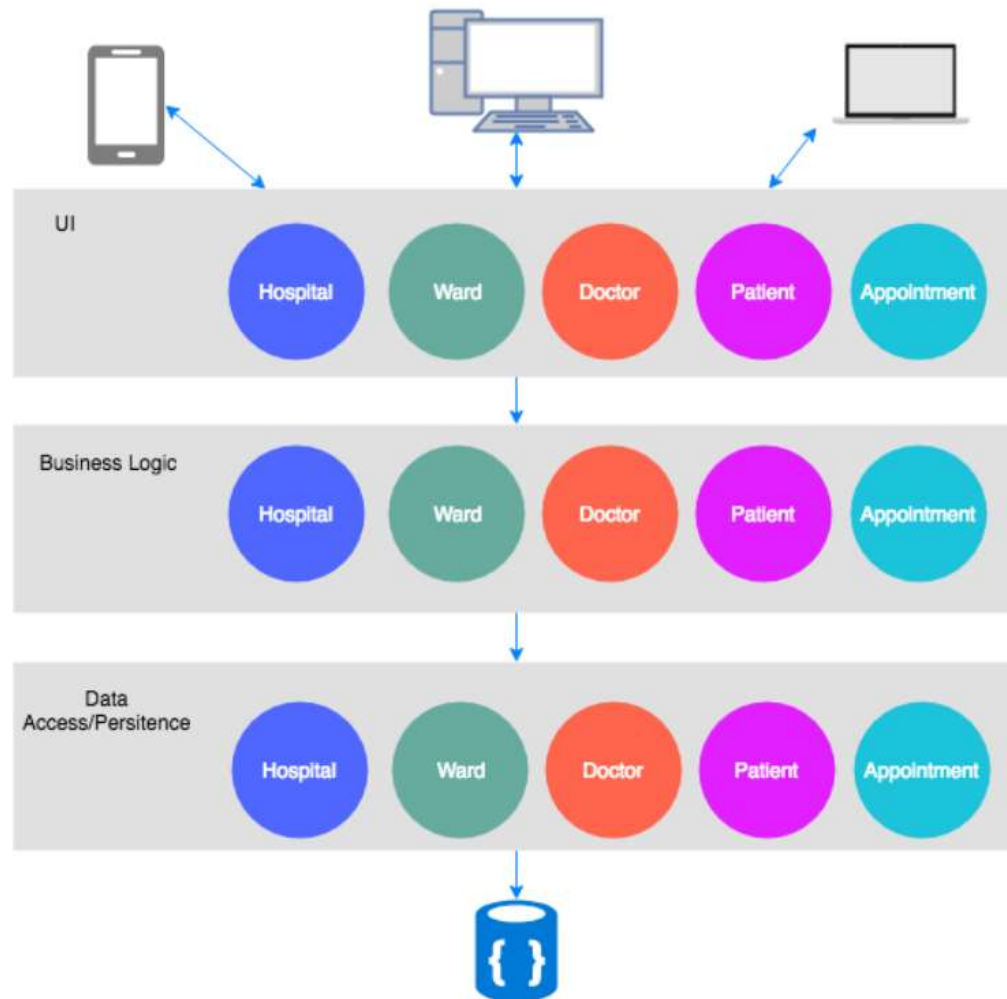 UI
Hospital
Ward
Doctor
Patient
Appointment
Business Logic
Hospital
Ward
Doctor
Patient
Appointment
Data
Access/Persitence
Hospital
Ward
Doctor
Patient
Appointment
{ }